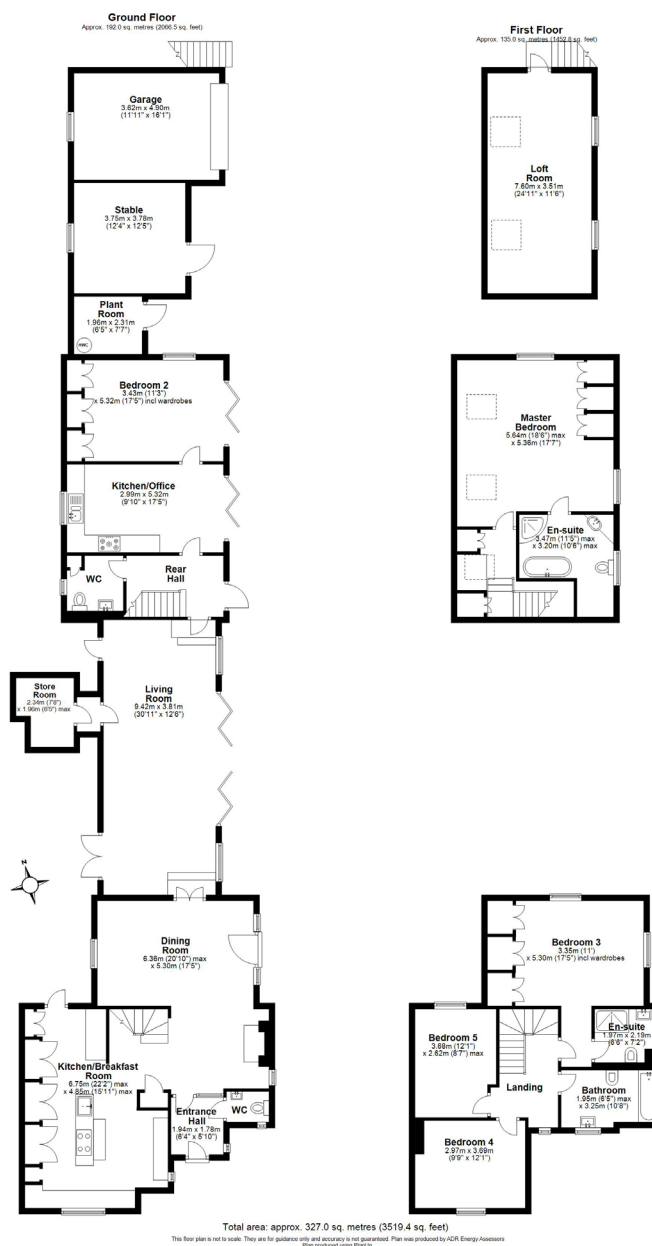 Ground Floor
Approx. 192.0 sq. metres (2066.5 sq. feet)
Garage
3.62m x 4.90m
(11'11" x 16'1")
Stable
3.75m x 3.78m
(12'4" x 12'5")
Plant
Room
1.96m x 2.31m
(6'5" x 7'7")
HWC
Bedroom 2
3.43m (11'3")
x 5.32m (17'5") incl wardrobes
Kitchen/Office
2.99m x 5.32m
(9'10" x 17'5")
WC
Rear
Hall
Living
Room
9.42m x 3.81m
(30'11" x 12'6")
Store
Room
2.34m (7'8")
x 1.96m (6'5") max
N
Dining
Room
6.36m (20'10") max
x 5.30m (17'5")
Kitchen/Breakfast
Room
6.75m (22'2") max
x 4.85m (15'11") max
Entrance
Hall
1.94m x 1.78m
(6'4" x 5'10")
WC
First Floor
Approx. 135.0 sq. metres (1452.8 sq. feet)
Loft
Room
7.60m x 3.51m
(24'11" x 11'6")
Master
Bedroom
5.64m (18'6") max
x 5.36m (17'7")
En-suite
3.47m (11'5") max
x 3.20m (10'6") max
Bedroom 3
3.35m (11')
x 5.30m (17'5") incl wardrobes
Bedroom 5
3.68m (12'1")
x 2.62m (8'7") max
En-suite
1.97m x 2.19m
(6'6" x 7'2")
Landing
Bathroom
1.95m (6'5") max
x 3.25m (10'8")
Bedroom 4
2.97m x 3.69m
(9'9" x 12'1")
Total area: approx. 327.0 sq. metres (3519.4 sq. feet)
This floor plan is not to scale. They are for guidance only and accuracy is not guaranteed. Plan was produced by ADR Energy Assessors
Plan produced using PlanUp.